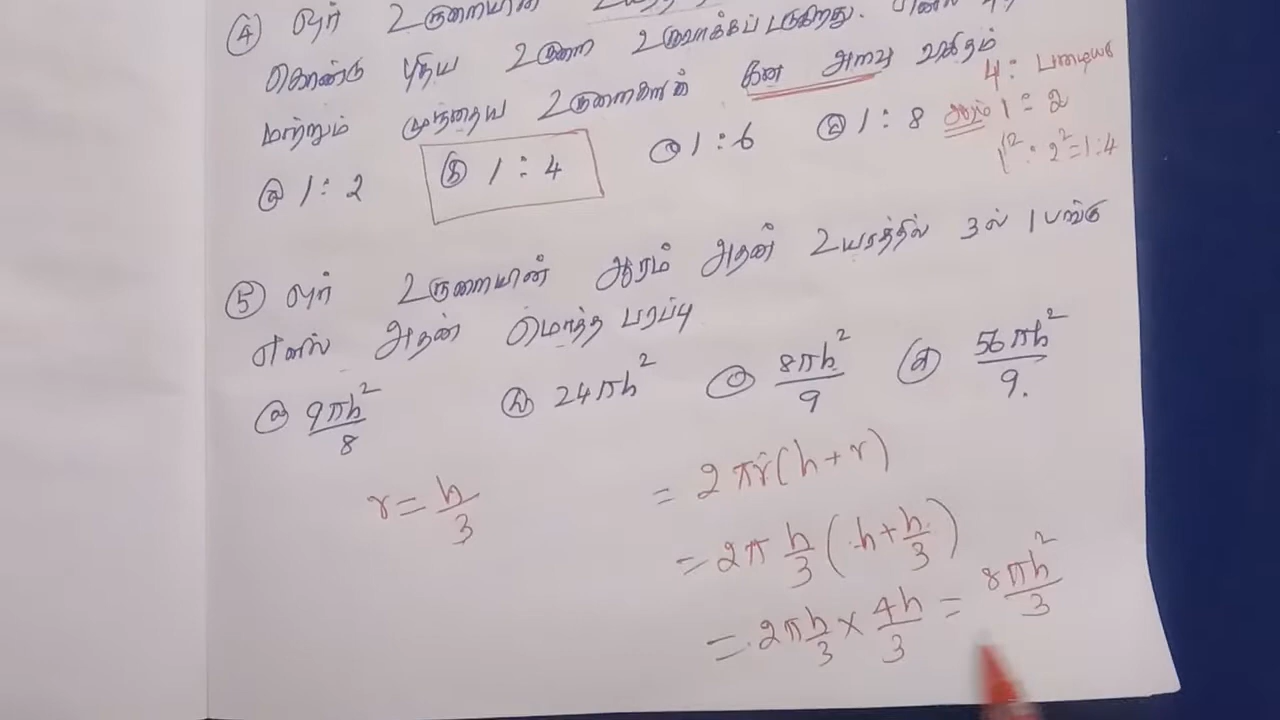 ④ ஓர் உருளையின்
கொண்டு புதிய உருளை உருவாக்கப்படுகிறது.
மற்றும் முந்தைய உருளைகளின் கன அளவு விகிதம்
அ 1 : 2 ஆ 1 : 4 இ 1 : 6 ஈ 1 : 8
ஆரம் 1 : 2
1² : 2² = 1:4
⑤ ஓர் உருளையின் ஆரம் அதன் உயரத்தில் 3ல் 1 பங்கு
எனில் அதன் மொத்த பரப்பு
அ 9πh²/8 ஆ 24πh² இ 8πh²/9 ஈ 56πh²/9.
r = h/3
= 2πr(h+r)
= 2π h/3 (h + h/3)
= 2π h/3 × 4h/3 = 8πh²/3